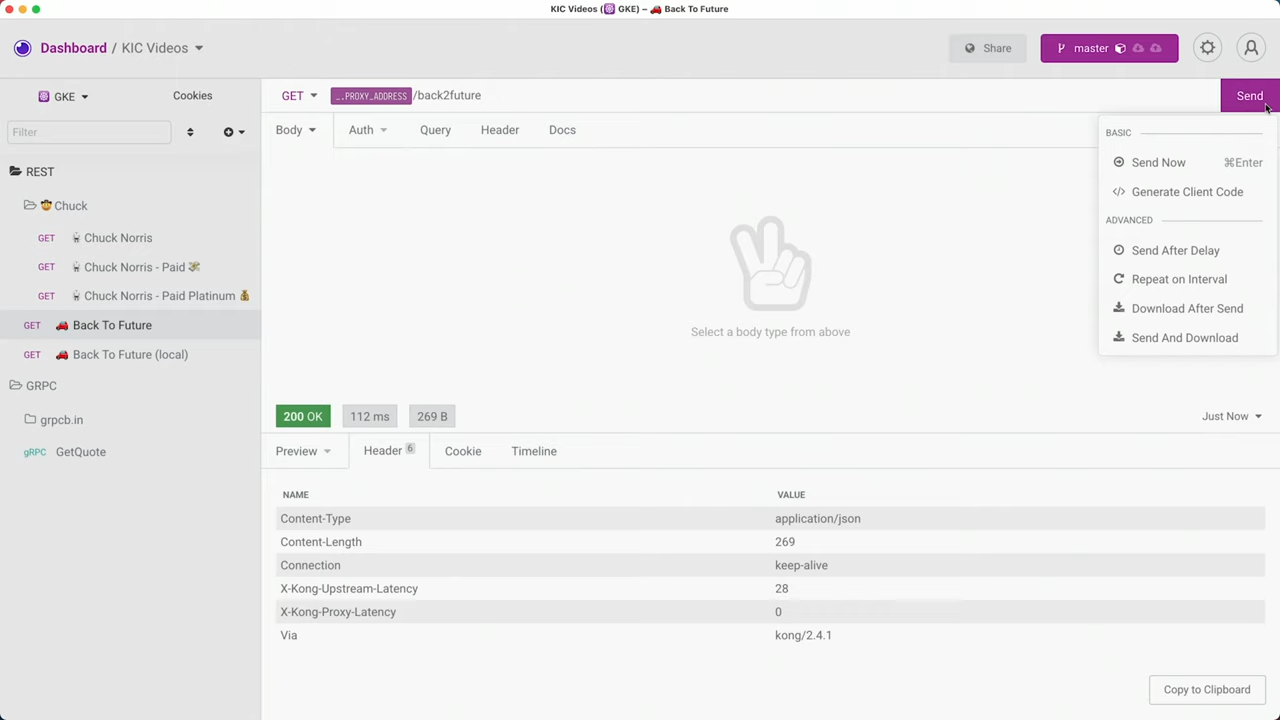 KIC Videos (GKE) – Back To Future
Dashboard / KIC Videos
Share
master
GKE
Cookies
GET
_.PROXY_ADDRESS /back2future
Send
Filter
Body
Auth
Query
Header
Docs
BASIC
Send Now ⌘Enter
Generate Client Code
ADVANCED
Send After Delay
Repeat on Interval
Download After Send
Send And Download
REST
Chuck
GET Chuck Norris
GET Chuck Norris - Paid
GET Chuck Norris - Paid Platinum
GET Back To Future
GET Back To Future (local)
GRPC
grpcb.in
gRPC GetQuote
Select a body type from above
200 OK
112 ms
269 B
Just Now
Preview
Header 6
Cookie
Timeline
NAME VALUE
Content-Type application/json
Content-Length 269
Connection keep-alive
X-Kong-Upstream-Latency 28
X-Kong-Proxy-Latency 0
Via kong/2.4.1
Copy to Clipboard